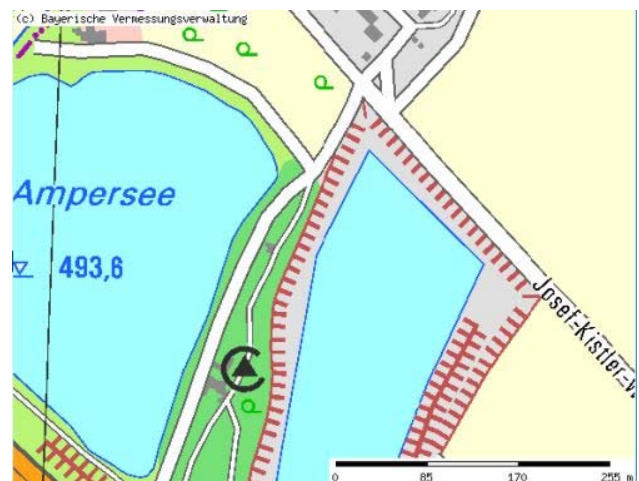 (c) Bayerische Vermessungsverwaltung
P
P
P
Ampersee
493,6
Josef-Kistler-W
P
0 85 170 255 m